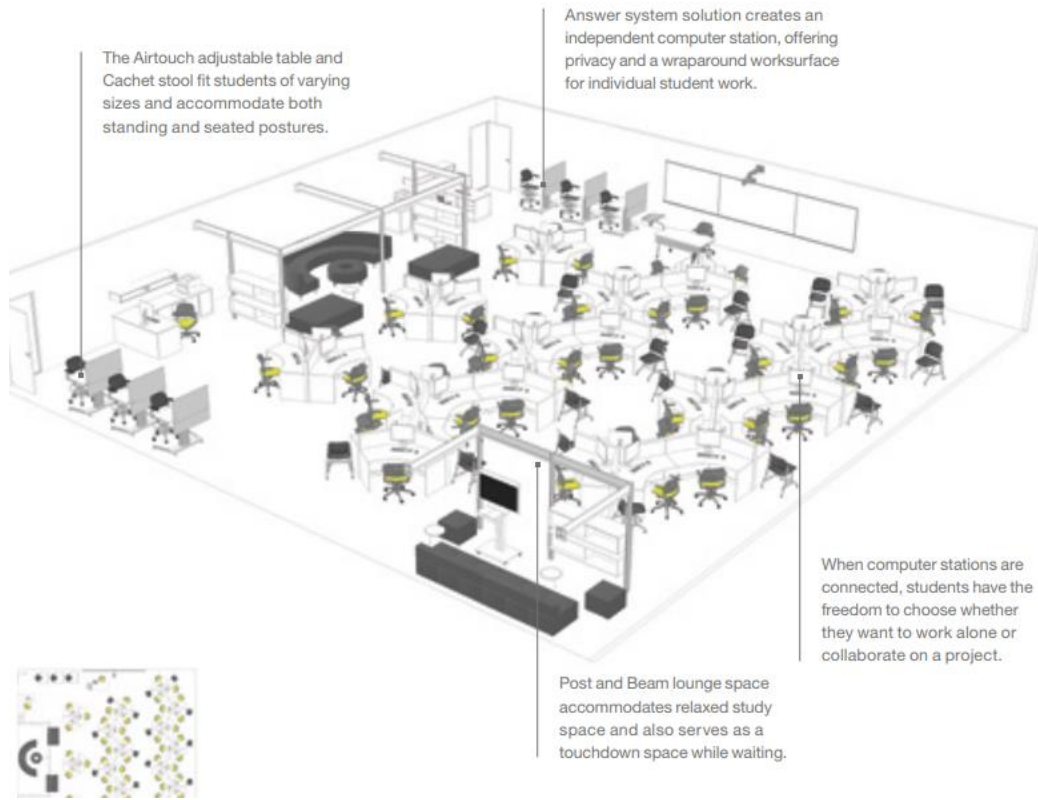 The Airtouch adjustable table and
Cachet stool fit students of varying
sizes and accommodate both
standing and seated postures.
Answer system solution creates an
independent computer station, offering
privacy and a wraparound worksurface
for individual student work.
When computer stations are
connected, students have the
freedom to choose whether
they want to work alone or
collaborate on a project.
Post and Beam lounge space
accommodates relaxed study
space and also serves as a
touchdown space while waiting.